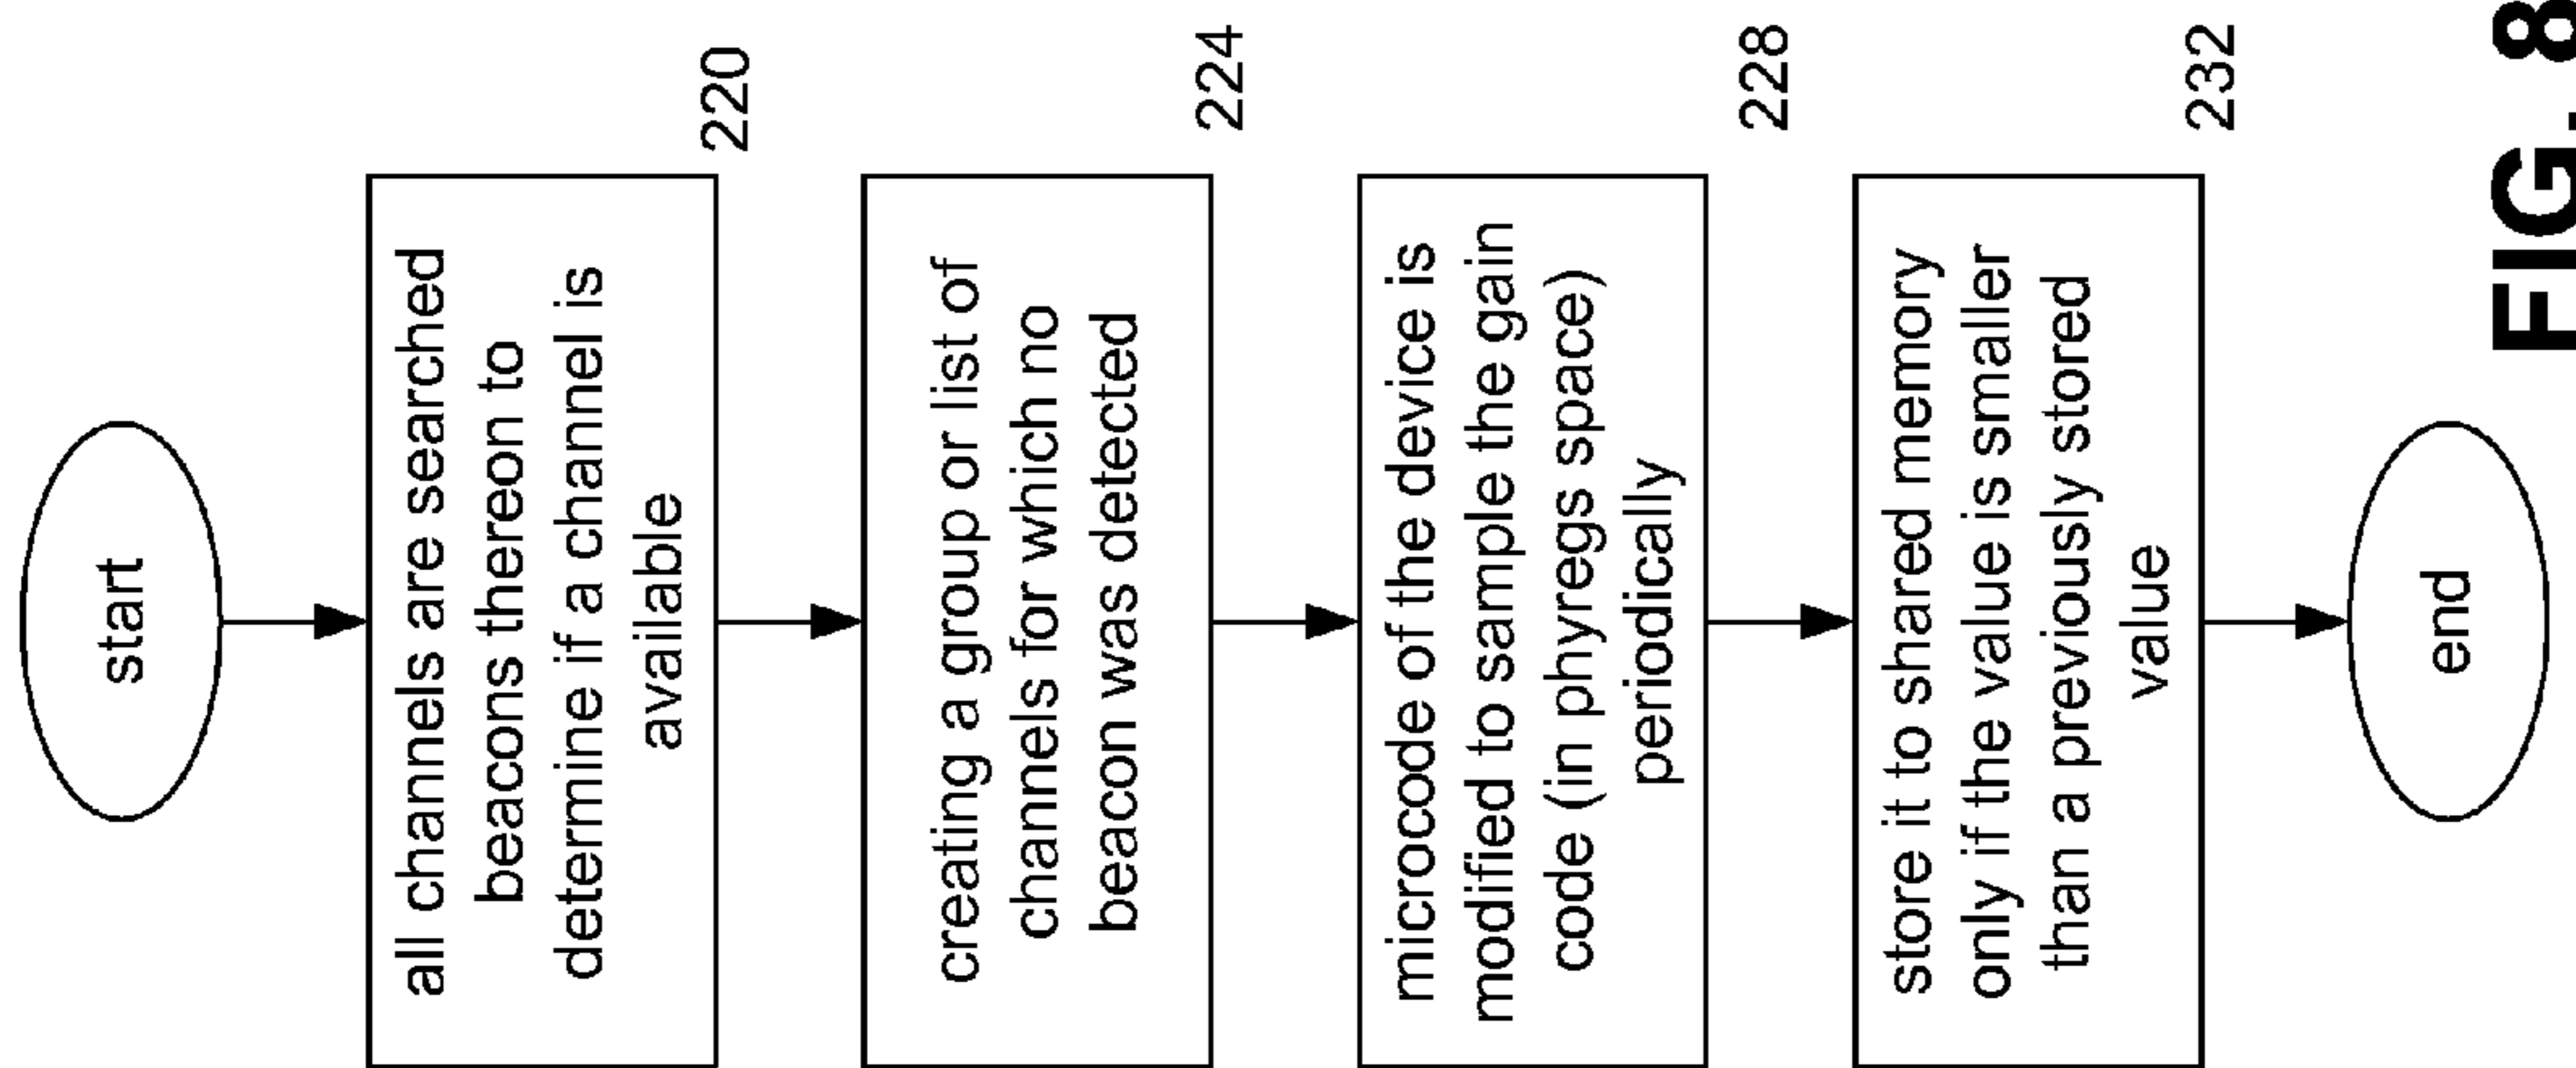 start
all channels are searched
beacons thereon to
determine if a channel is
available
220
creating a group or list of
channels for which no
beacon was detected
224
microcode of the device is
modified to sample the gain
code (in phyregs space)
periodically
228
store it to shared memory
only if the value is smaller
than a previously stored
value
232
end
FIG. 8